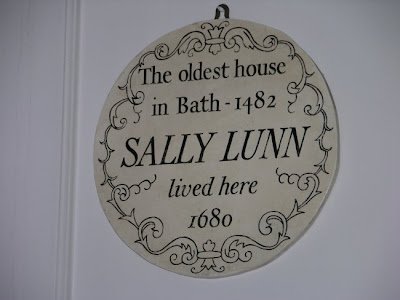 The oldest house
in Bath - 1482
SALLY LUNN
lived here
1680